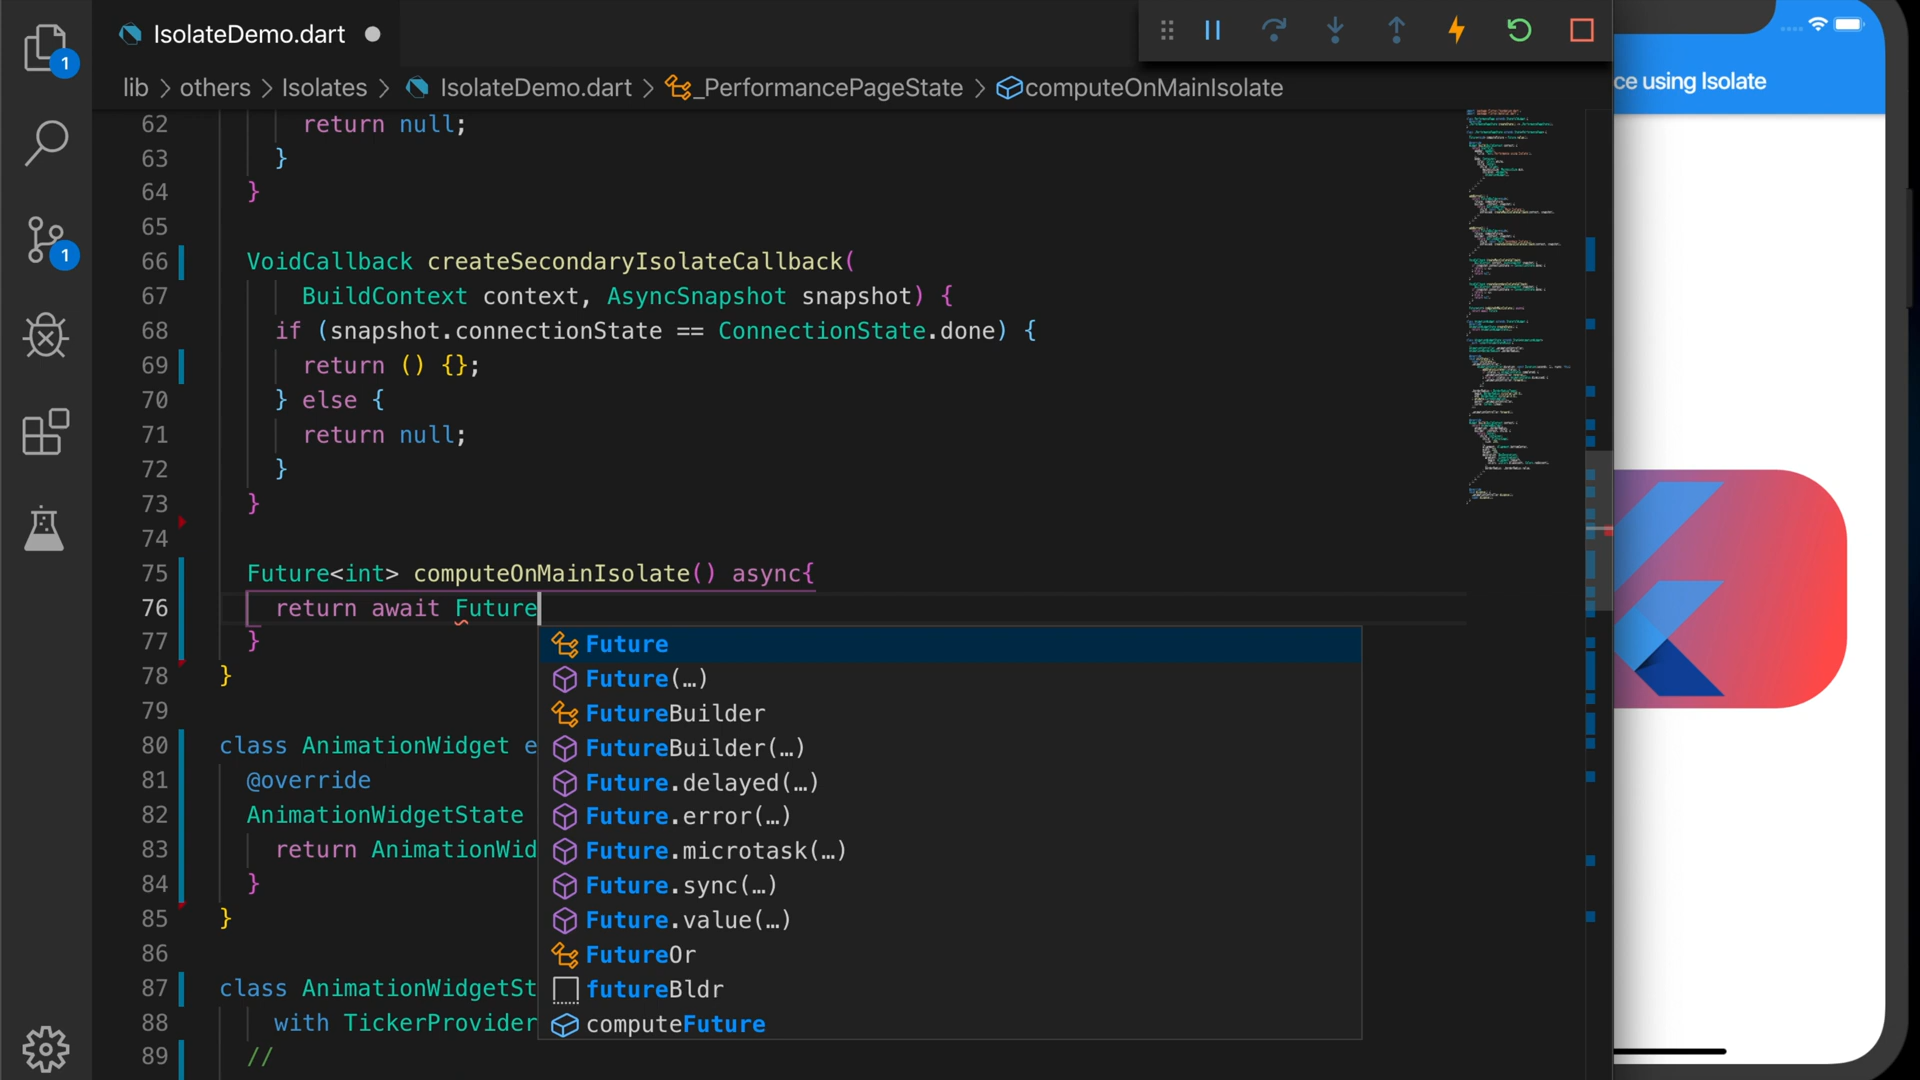 IsolateDemo.dart
lib > others > Isolates > IsolateDemo.dart > _PerformancePageState > computeOnMainIsolate
ce using Isolate
1
1
62 return null;
63 }
64 }
65
66 VoidCallback createSecondaryIsolateCallback(
67 BuildContext context, AsyncSnapshot snapshot) {
68 if (snapshot.connectionState == ConnectionState.done) {
69 return () {};
70 } else {
71 return null;
72 }
73 }
74
75 Future<int> computeOnMainIsolate() async{
76 return await Future
77 }
78 }
79
80 class AnimationWidget e
81 @override
82 AnimationWidgetState
83 return AnimationWid
84 }
85 }
86
87 class AnimationWidgetSt
88 with TickerProvider
89 //
Future
Future(…)
FutureBuilder
FutureBuilder(…)
Future.delayed(…)
Future.error(…)
Future.microtask(…)
Future.sync(…)
Future.value(…)
FutureOr
futureBldr
computeFuture